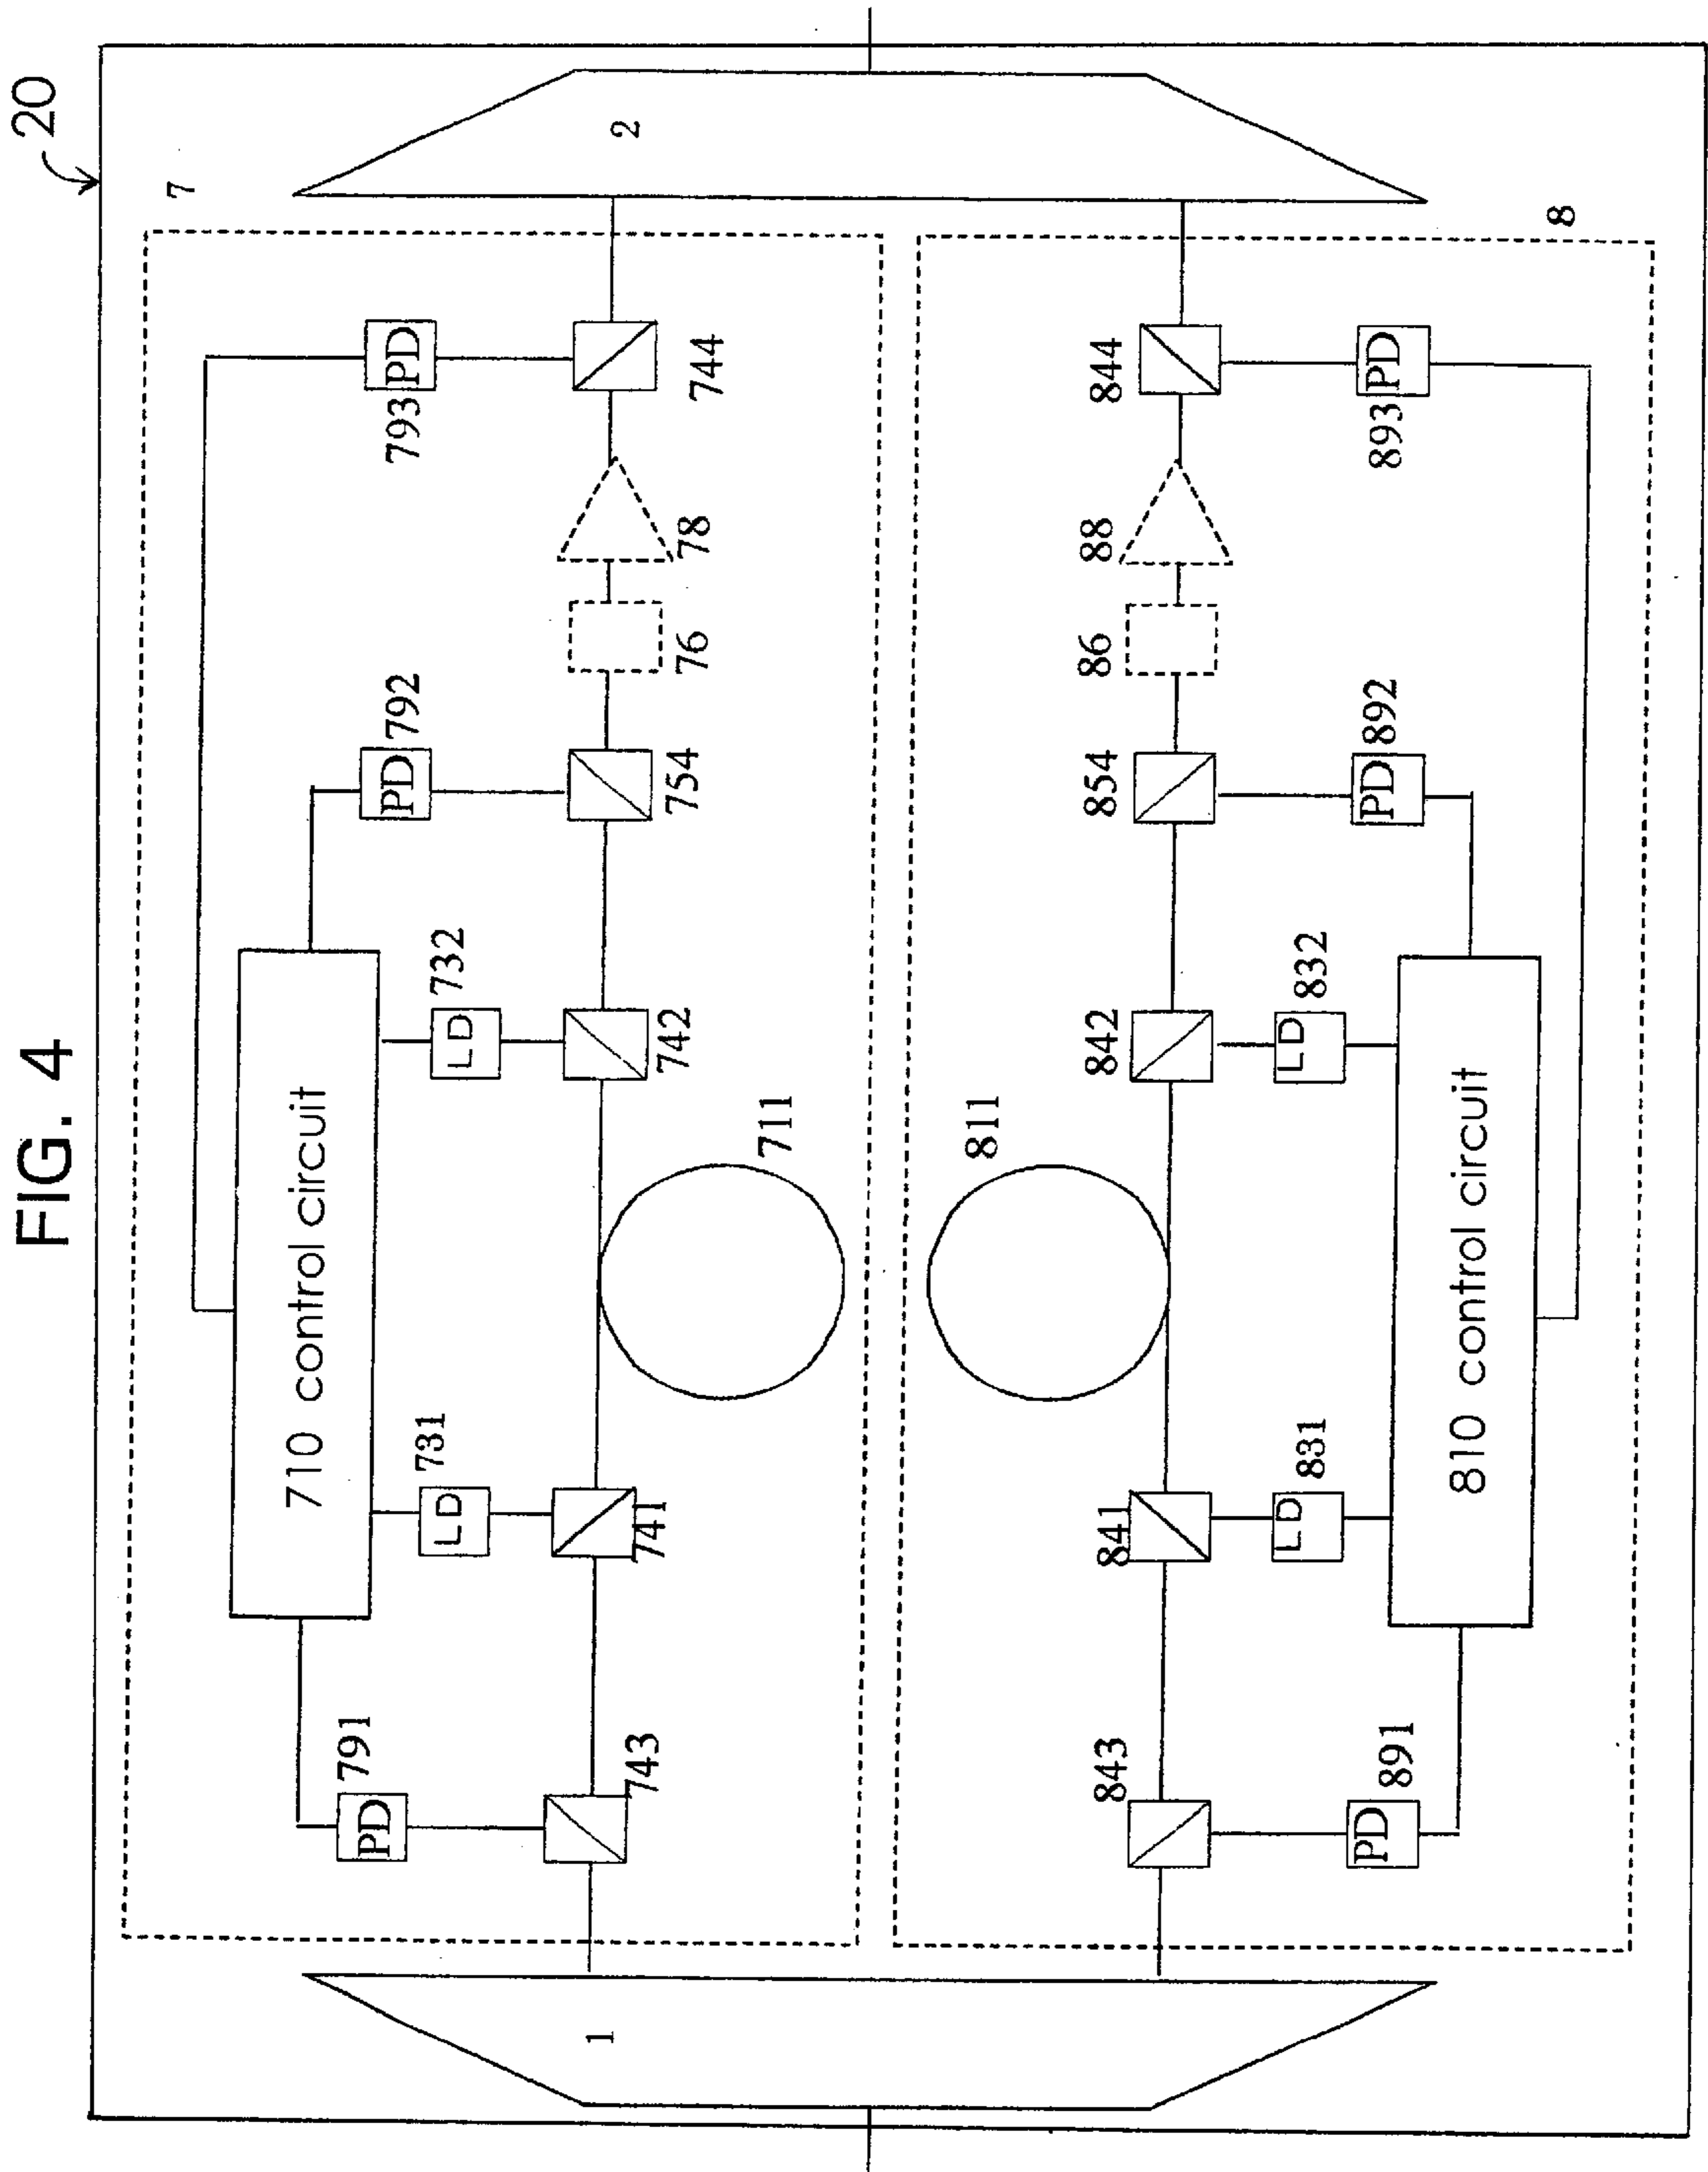 FIG. 4
20
7
710 control circuit
PD 791
LD 731
LD 732
PD 792
793 PD
743
741
711
742
754
76
78
744
1
2
843
841
811
842
854
86
88
844
PD 891
LD 831
LD 832
PD 892
893 PD
810 control circuit
8